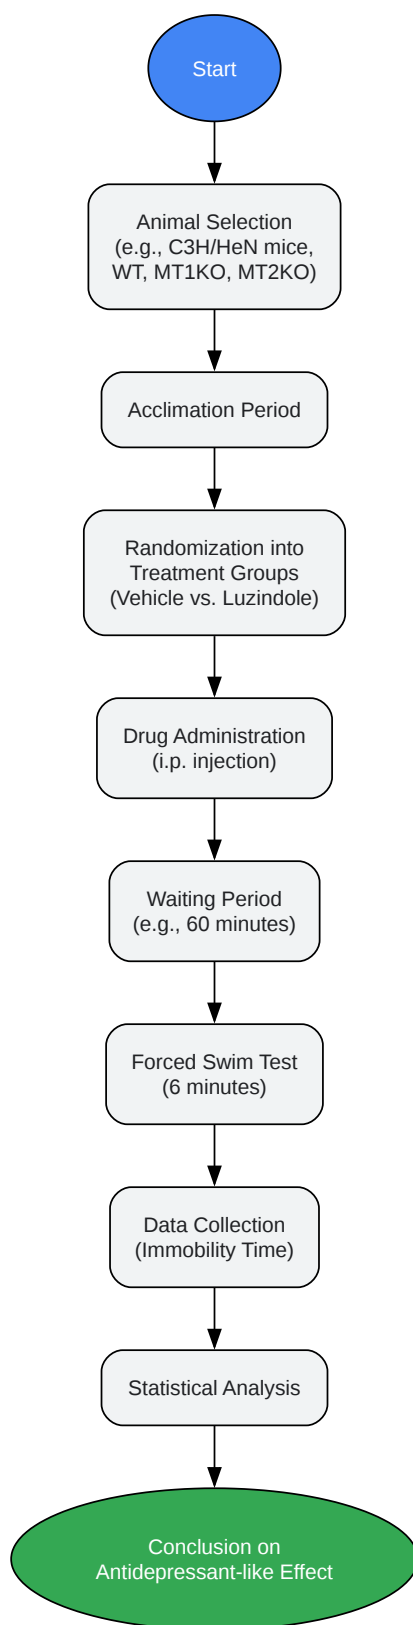 Start
Animal Selection
(e.g., C3H/HeN mice,
WT, MT1KO, MT2KO)
Acclimation Period
Randomization into
Treatment Groups
(Vehicle vs. Luzindole)
Drug Administration
(i.p. injection)
Waiting Period
(e.g., 60 minutes)
Forced Swim Test
(6 minutes)
Data Collection
(Immobility Time)
Statistical Analysis
Conclusion on
Antidepressant-like Effect